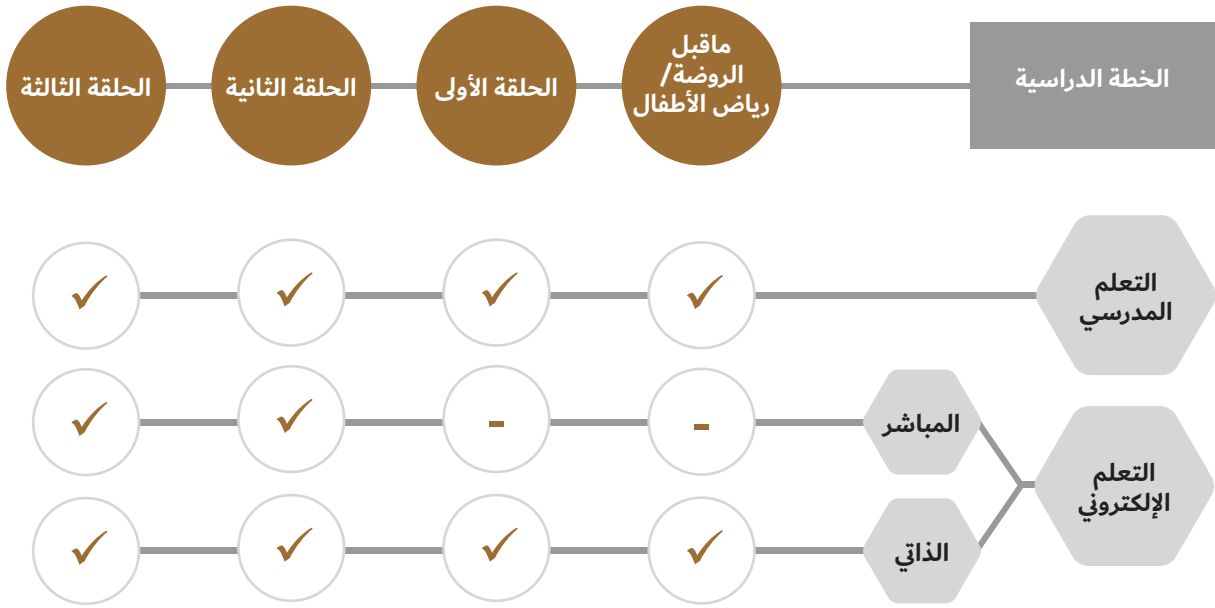 الخطة الدراسية
ماقبل
الروضة/
رياض الأطفال
الحلقة الأولى
الحلقة الثانية
الحلقة الثالثة
التعلم
المدرسي
✓
✓
✓
✓
التعلم
الإلكتروني
المباشر
-
-
✓
✓
الذاتي
✓
✓
✓
✓